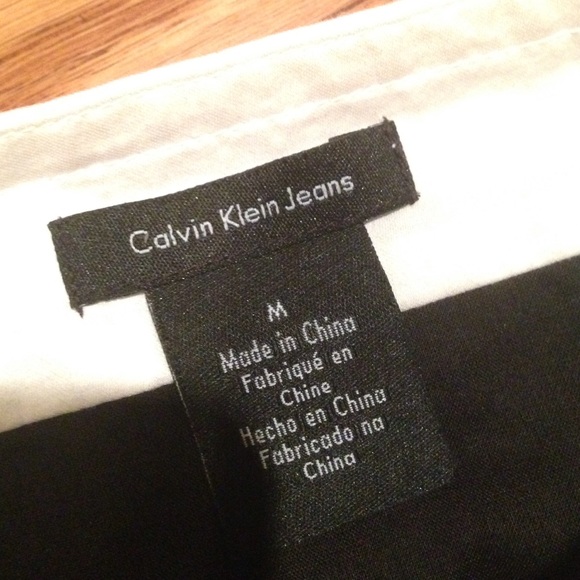 Calvin Klein Jeans
M
Made in China
Fabriqué en
Chine
Hecho en China
Fabricado na
China